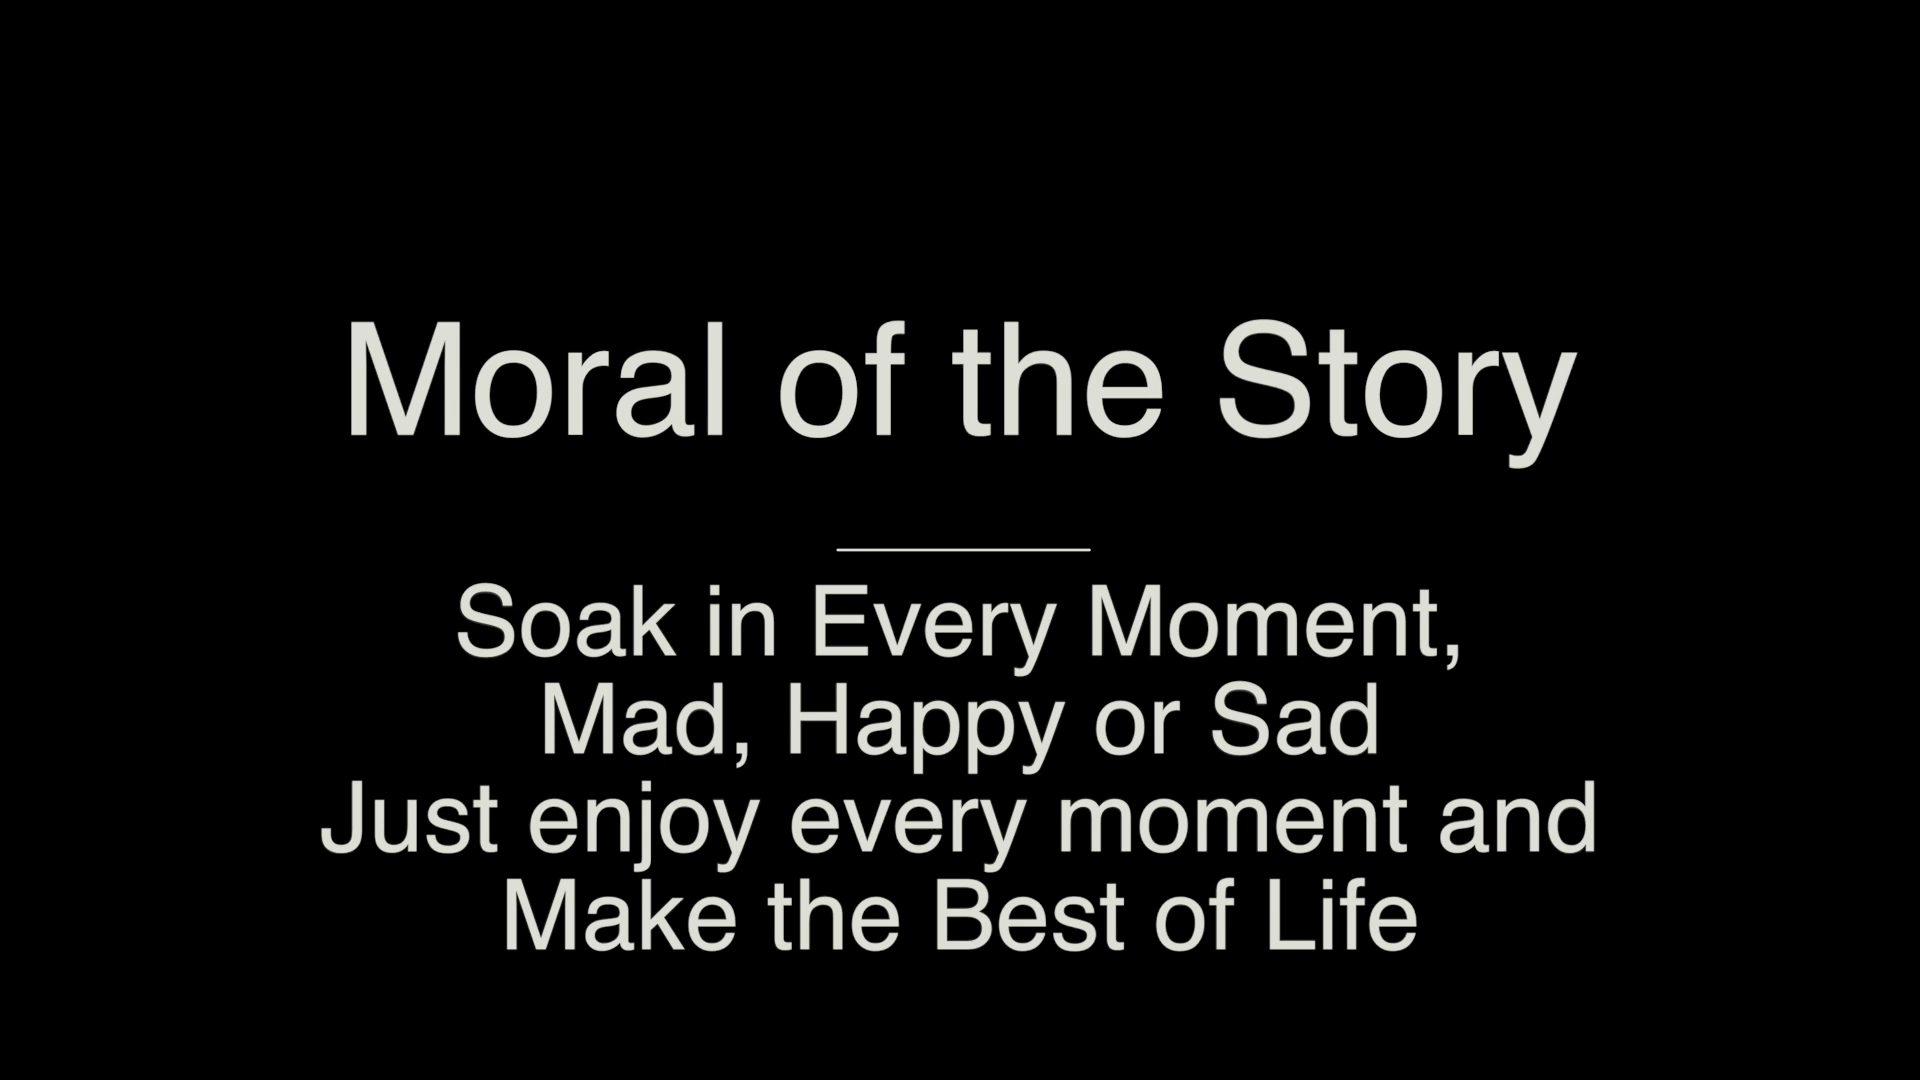 Moral of the Story
Soak in Every Moment,
Mad, Happy or Sad
Just enjoy every moment and
Make the Best of Life